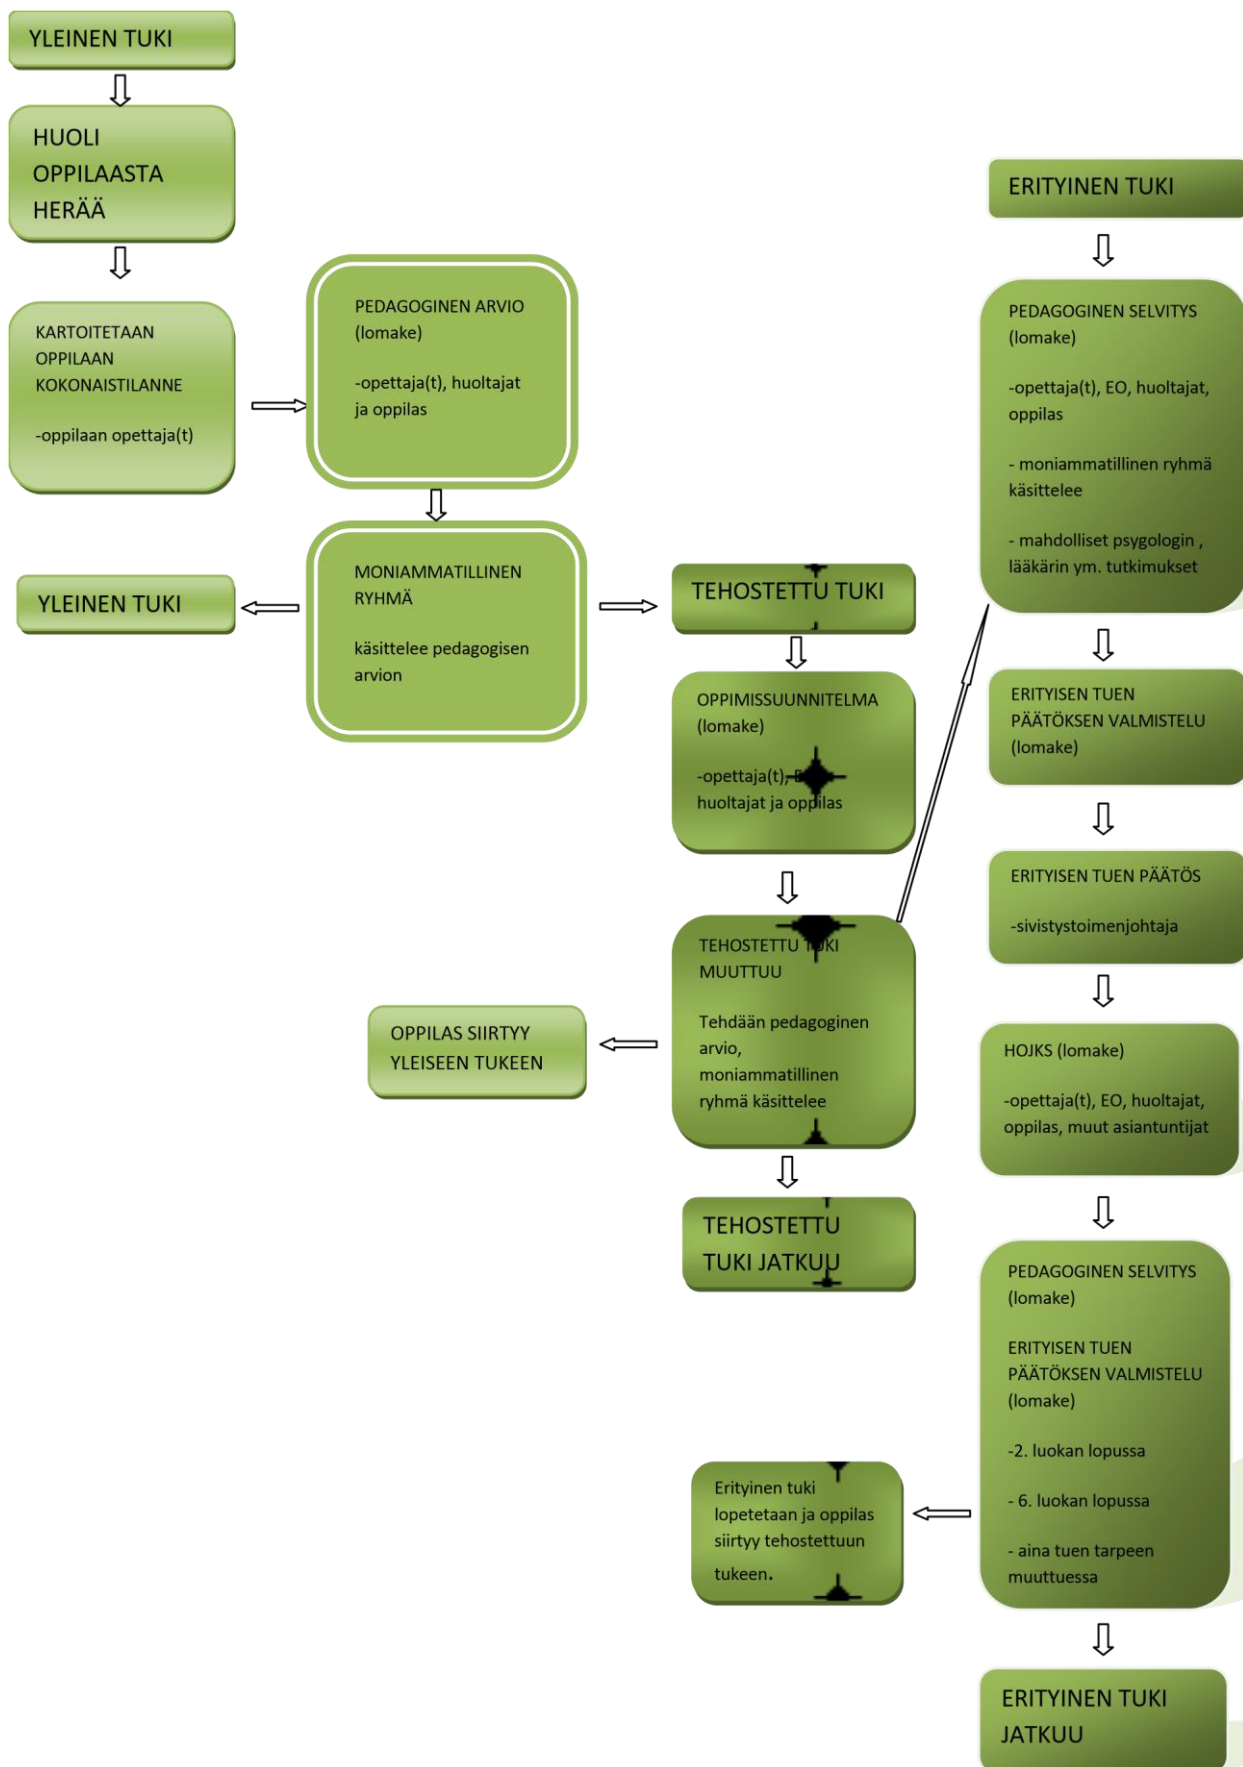 YLEINEN TUKI
HUOLI
OPPILAASTA
HERÄÄ
KARTOITETAAN
OPPILAAN
KOKONAISTILANNE
-oppilaan opettaja(t)
PEDAGOGINEN ARVIO
(lomake)
-opettaja(t), huoltajat
ja oppilas
MONIAMMATILLINEN
RYHMÄ
käsittelee pedagogisen
arvion
YLEINEN TUKI
TEHOSTETTU TUKI
OPPIMISSUUNNITELMA
(lomake)
-opettaja(t),
huoltajat ja oppilas
TEHOSTETTU TUKI
MUUTTUU
Tehdään pedagoginen
arvio,
moniammatillinen
ryhmä käsittelee
OPPILAS SIIRTYY
YLEISEEN TUKEEN
TEHOSTETTU
TUKI JATKUU
ERITYINEN TUKI
PEDAGOGINEN SELVITYS
(lomake)
-opettaja(t), EO, huoltajat,
oppilas
- moniammatillinen ryhmä
käsittelee
- mahdolliset psygologin ,
lääkärin ym. tutkimukset
ERITYISEN TUEN
PÄÄTÖKSEN VALMISTELU
(lomake)
ERITYISEN TUEN PÄÄTÖS
-sivistystoimenjohtaja
HOJKS (lomake)
-opettaja(t), EO, huoltajat,
oppilas, muut asiantuntijat
PEDAGOGINEN SELVITYS
(lomake)
ERITYISEN TUEN
PÄÄTÖKSEN VALMISTELU
(lomake)
-2. luokan lopussa
- 6. luokan lopussa
- aina tuen tarpeen
muuttuessa
Erityinen tuki
lopetetaan ja oppilas
siirtyy tehostettuun
tukeen.
ERITYINEN TUKI
JATKUU